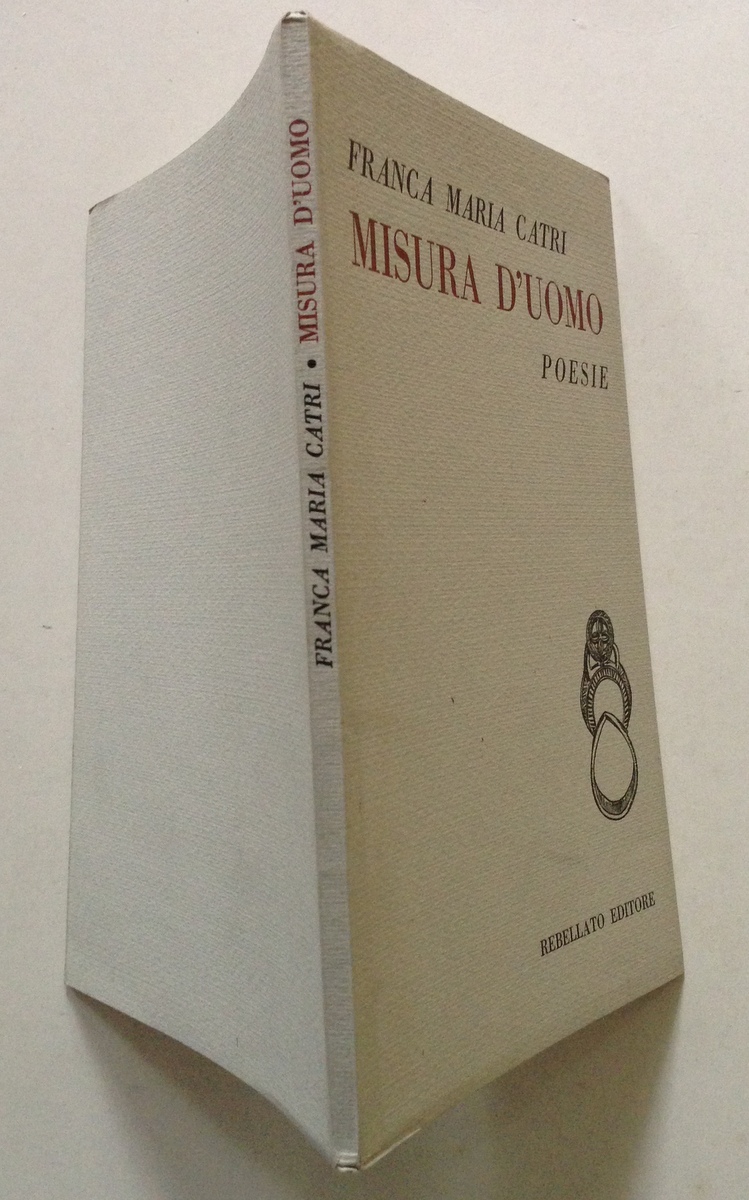 FRANCA MARIA CATRI
MISURA D'UOMO
POESIE
REBELLATO EDITORE
FRANCA MARIA CATRI • MISURA D'UOMO